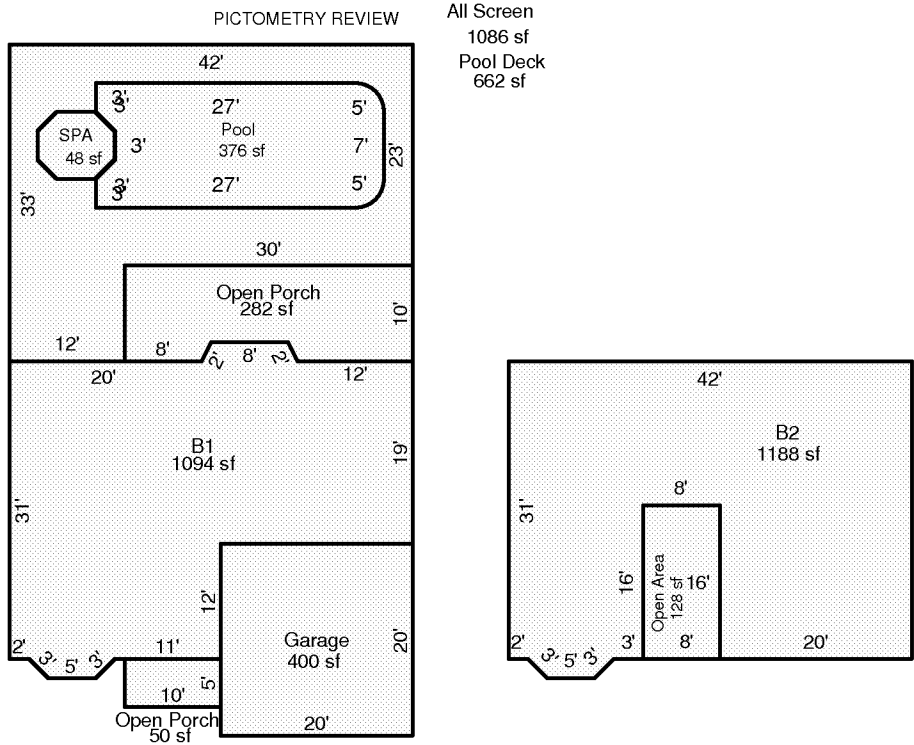 PICTOMETRY REVIEW
All Screen
1086 sf
Pool Deck
662 sf
42'
3'
3'
27'
5'
SPA
48 sf
3'
Pool
376 sf
7'
23'
3'
3'
27'
5'
33'
30'
Open Porch
282 sf
10'
12'
8'
2'
8'
2'
20'
12'
B1
1094 sf
19'
31'
12'
Garage
400 sf
20'
2'
3'
5'
3'
11'
5'
10'
Open Porch
50 sf
20'
42'
B2
1188 sf
31'
8'
16'
Open Area
128 sf
16'
2'
3'
5'
3'
3'
8'
20'